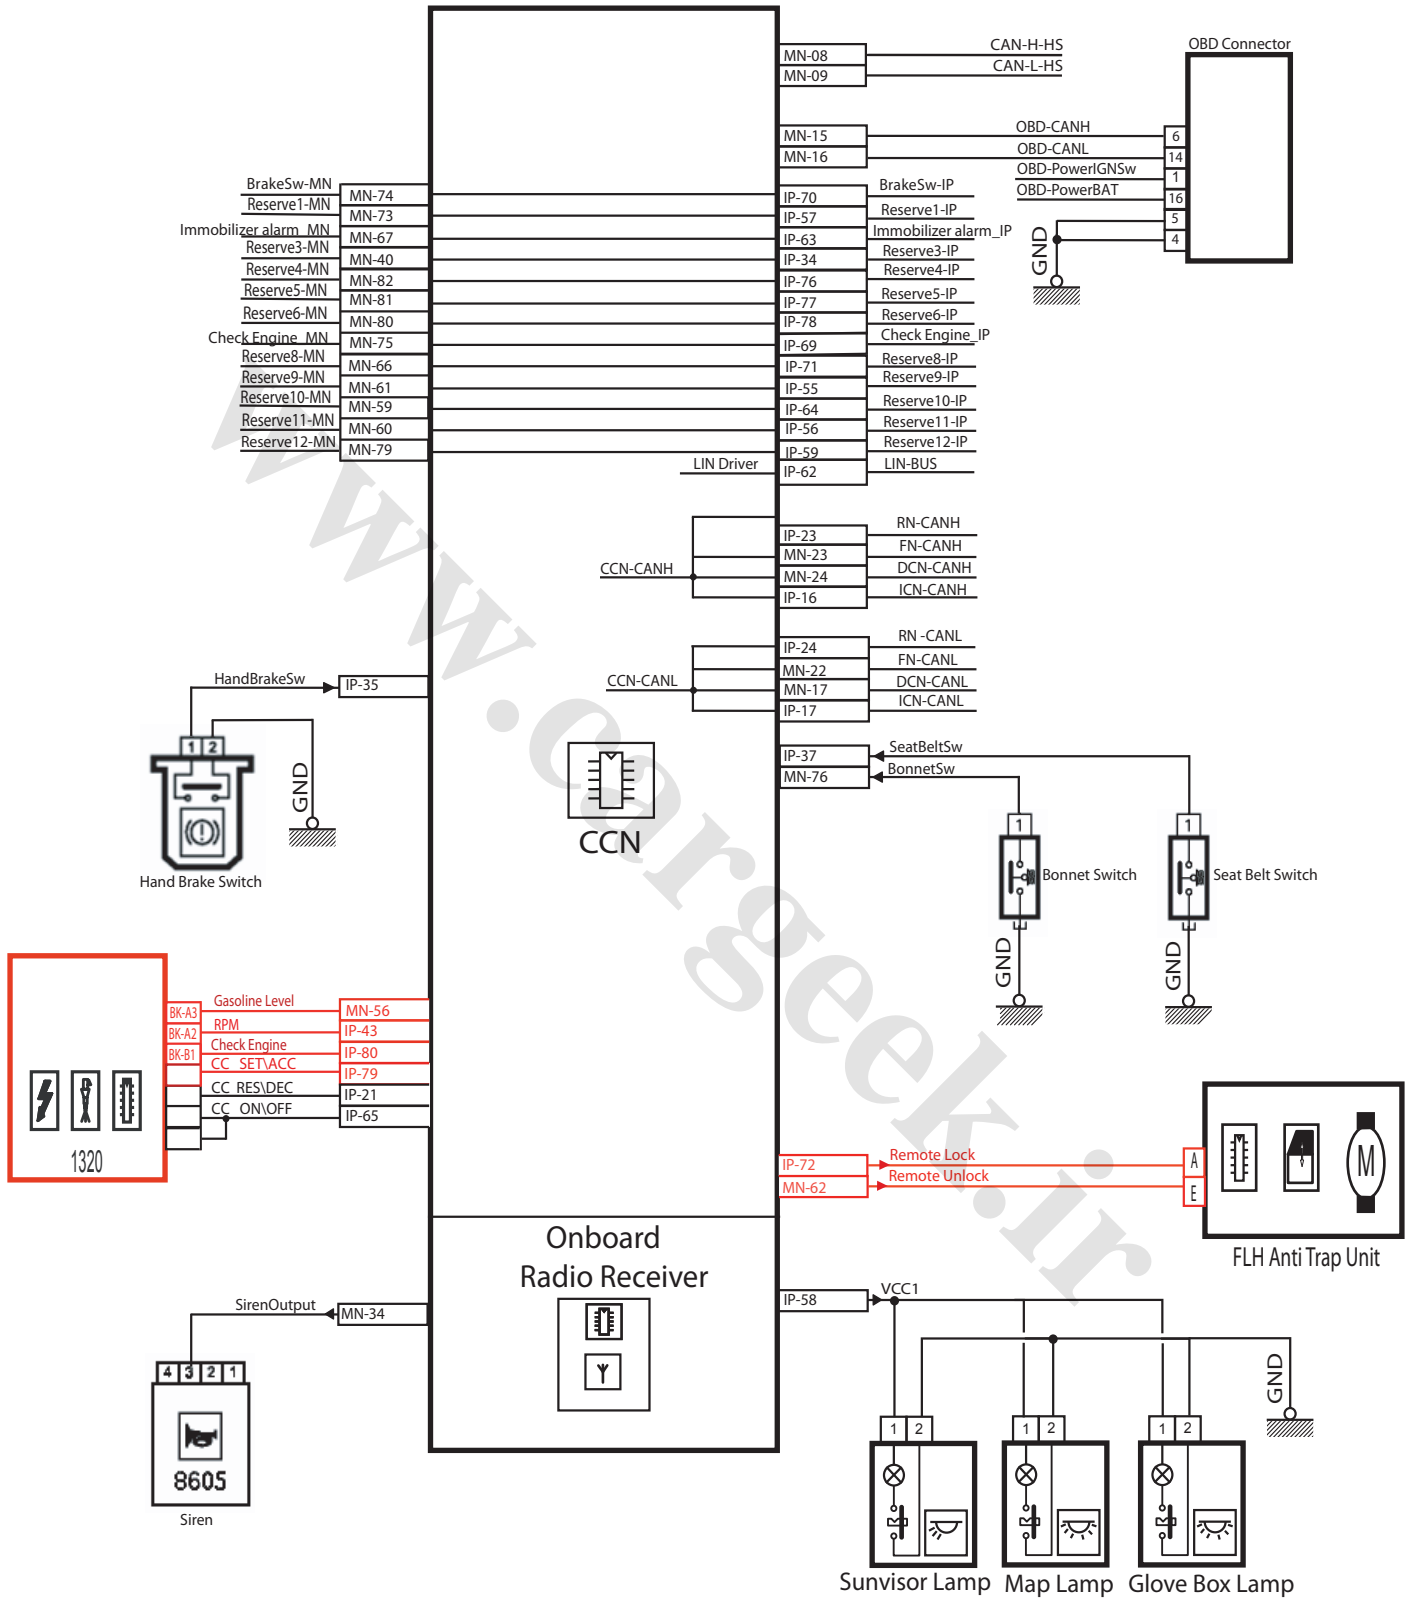 CAN-H-HS
MN-08
CAN-L-HS
MN-09
OBD Connector
OBD-CANH
MN-15
6
OBD-CANL
MN-16
14
OBD-PowerIGNSw
1
OBD-PowerBAT
16
5
4
GND
BrakeSw-MN
MN-74
IP-70
BrakeSw-IP
Reserve1-MN
MN-73
IP-57
Reserve1-IP
Immobilizer alarm_MN
MN-67
IP-63
Immobilizer alarm_IP
Reserve3-MN
MN-40
IP-34
Reserve3-IP
Reserve4-MN
MN-82
IP-76
Reserve4-IP
Reserve5-MN
MN-81
IP-77
Reserve5-IP
Reserve6-MN
MN-80
IP-78
Reserve6-IP
Check Engine_MN
MN-75
IP-69
Check Engine_IP
Reserve8-MN
MN-66
IP-71
Reserve8-IP
Reserve9-MN
MN-61
IP-55
Reserve9-IP
Reserve10-MN
MN-59
IP-64
Reserve10-IP
Reserve11-MN
MN-60
IP-56
Reserve11-IP
Reserve12-MN
MN-79
IP-59
Reserve12-IP
LIN Driver
IP-62
LIN-BUS
CCN-CANH
IP-23
RN-CANH
MN-23
FN-CANH
MN-24
DCN-CANH
IP-16
ICN-CANH
CCN-CANL
IP-24
RN -CANL
MN-22
FN-CANL
MN-17
DCN-CANL
IP-17
ICN-CANL
HandBrakeSw
IP-35
1 2
GND
Hand Brake Switch
CCN
IP-37
SeatBeltSw
MN-76
BonnetSw
1
Bonnet Switch
GND
1
Seat Belt Switch
GND
BK-A3
Gasoline Level
MN-56
BK-A2
RPM
IP-43
BK-B1
Check Engine
IP-80
CC_SET\ACC
IP-79
CC_RES\DEC
IP-21
CC_ON\OFF
IP-65
1320
IP-72
Remote Lock
A
MN-62
Remote Unlock
E
M
FLH Anti Trap Unit
Onboard
Radio Receiver
SirenOutput
MN-34
4 3 2 1
8605
Siren
IP-58
VCC1
GND
1 2
1 2
1 2
Sunvisor Lamp
Map Lamp
Glove Box Lamp
www.cargeek.ir